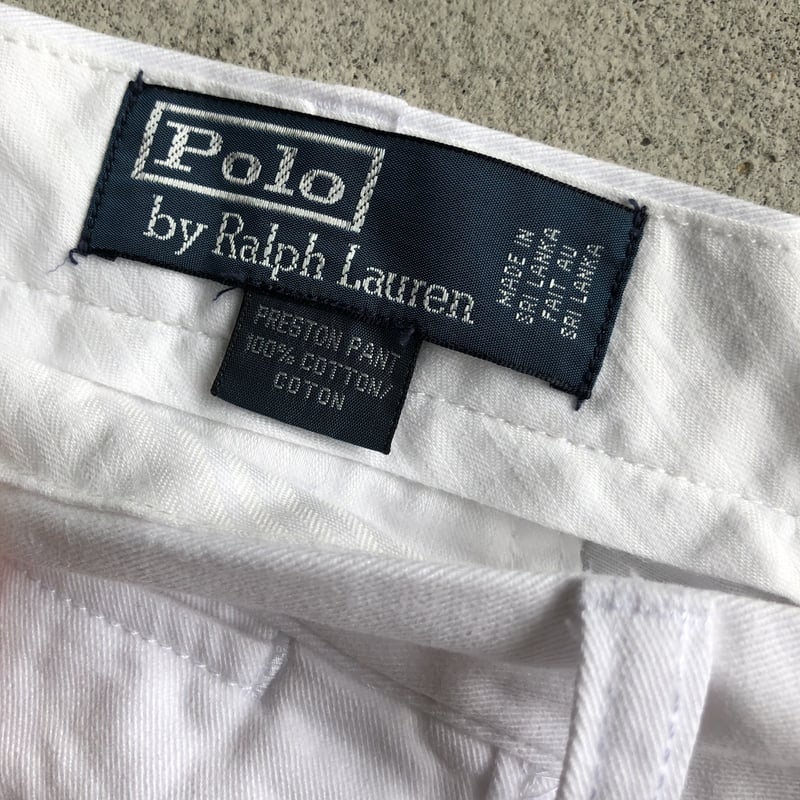 Polo
by Ralph Lauren
MADE IN
SRI LANKA
FAIT AU
SRI LANKA
PRESTON PANT
100% COTTON/
COTON